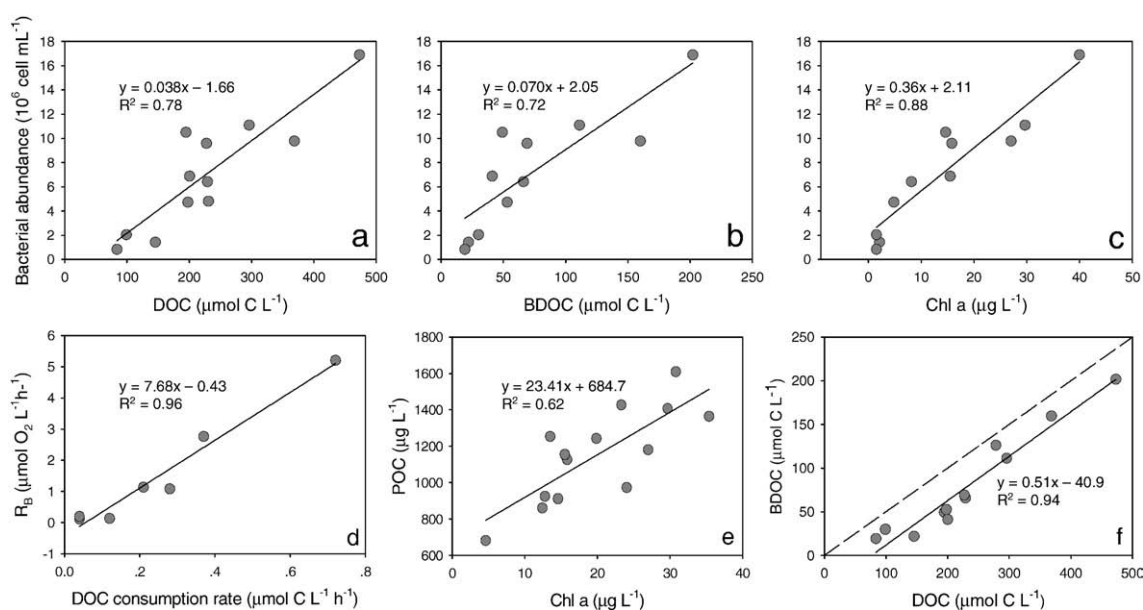 Bacterial abundance (10⁶ cell mL⁻¹)
18
16
14
12
10
8
6
4
2
0
y = 0.038x – 1.66
R² = 0.78
a
0 100 200 300 400 500
DOC (μmol C L⁻¹)
18
16
14
12
10
8
6
4
2
0
y = 0.070x + 2.05
R² = 0.72
b
0 50 100 150 200 250
BDOC (μmol C L⁻¹)
18
16
14
12
10
8
6
4
2
0
y = 0.36x + 2.11
R² = 0.88
c
0 10 20 30 40 50
Chl a (μg L⁻¹)
R_B (μmol O₂ L⁻¹h-¹)
6
5
4
3
2
1
0
-1
y = 7.68x – 0.43
R² = 0.96
d
0.0 .2 .4 .6 .8
DOC consumption rate (μmol C L⁻¹ h⁻¹)
POC (μg L⁻¹)
1800
1600
1400
1200
1000
800
600
y = 23.41x + 684.7
R² = 0.62
e
0 10 20 30 40
Chl a (μg L⁻¹)
BDOC (μmol C L⁻¹)
250
200
150
100
50
0
y = 0.51x – 40.9
R² = 0.94
f
0 100 200 300 400 500
DOC (μmol C L⁻¹)